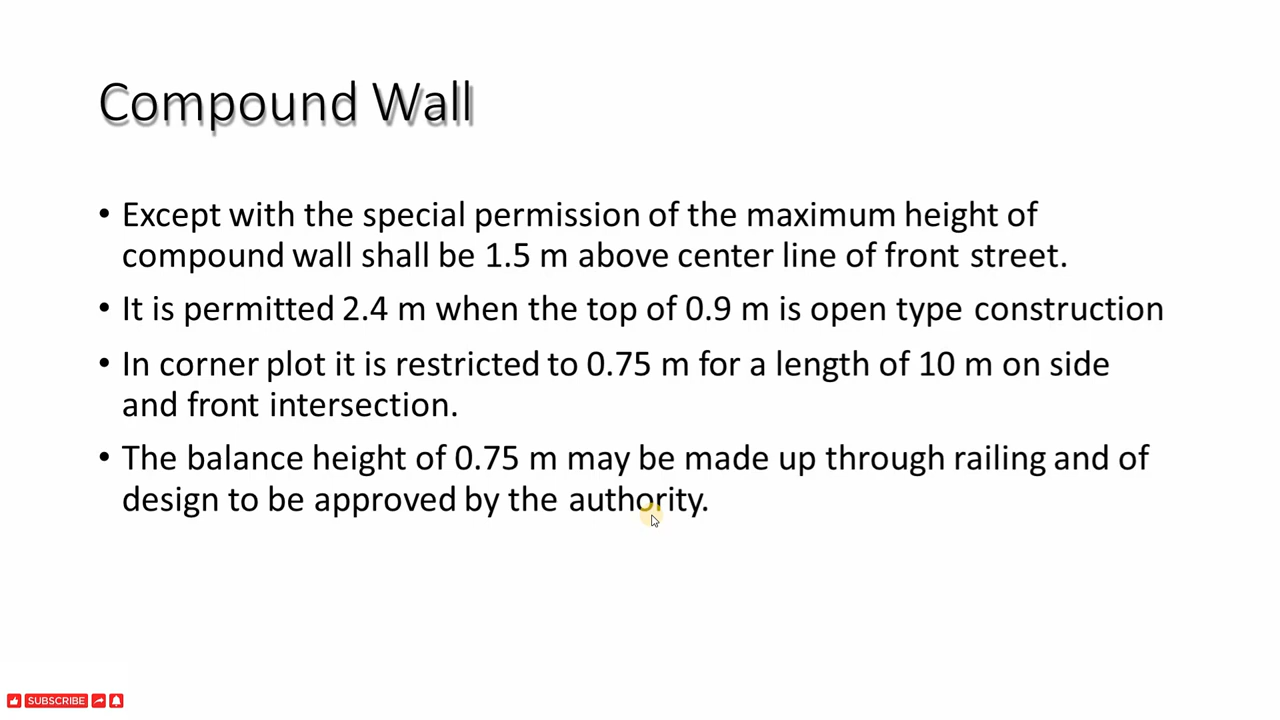 Compound Wall
• Except with the special permission of the maximum height of
compound wall shall be 1.5 m above center line of front street.
• It is permitted 2.4 m when the top of 0.9 m is open type construction
• In corner plot it is restricted to 0.75 m for a length of 10 m on side
and front intersection.
• The balance height of 0.75 m may be made up through railing and of
design to be approved by the authority.
SUBSCRIBE